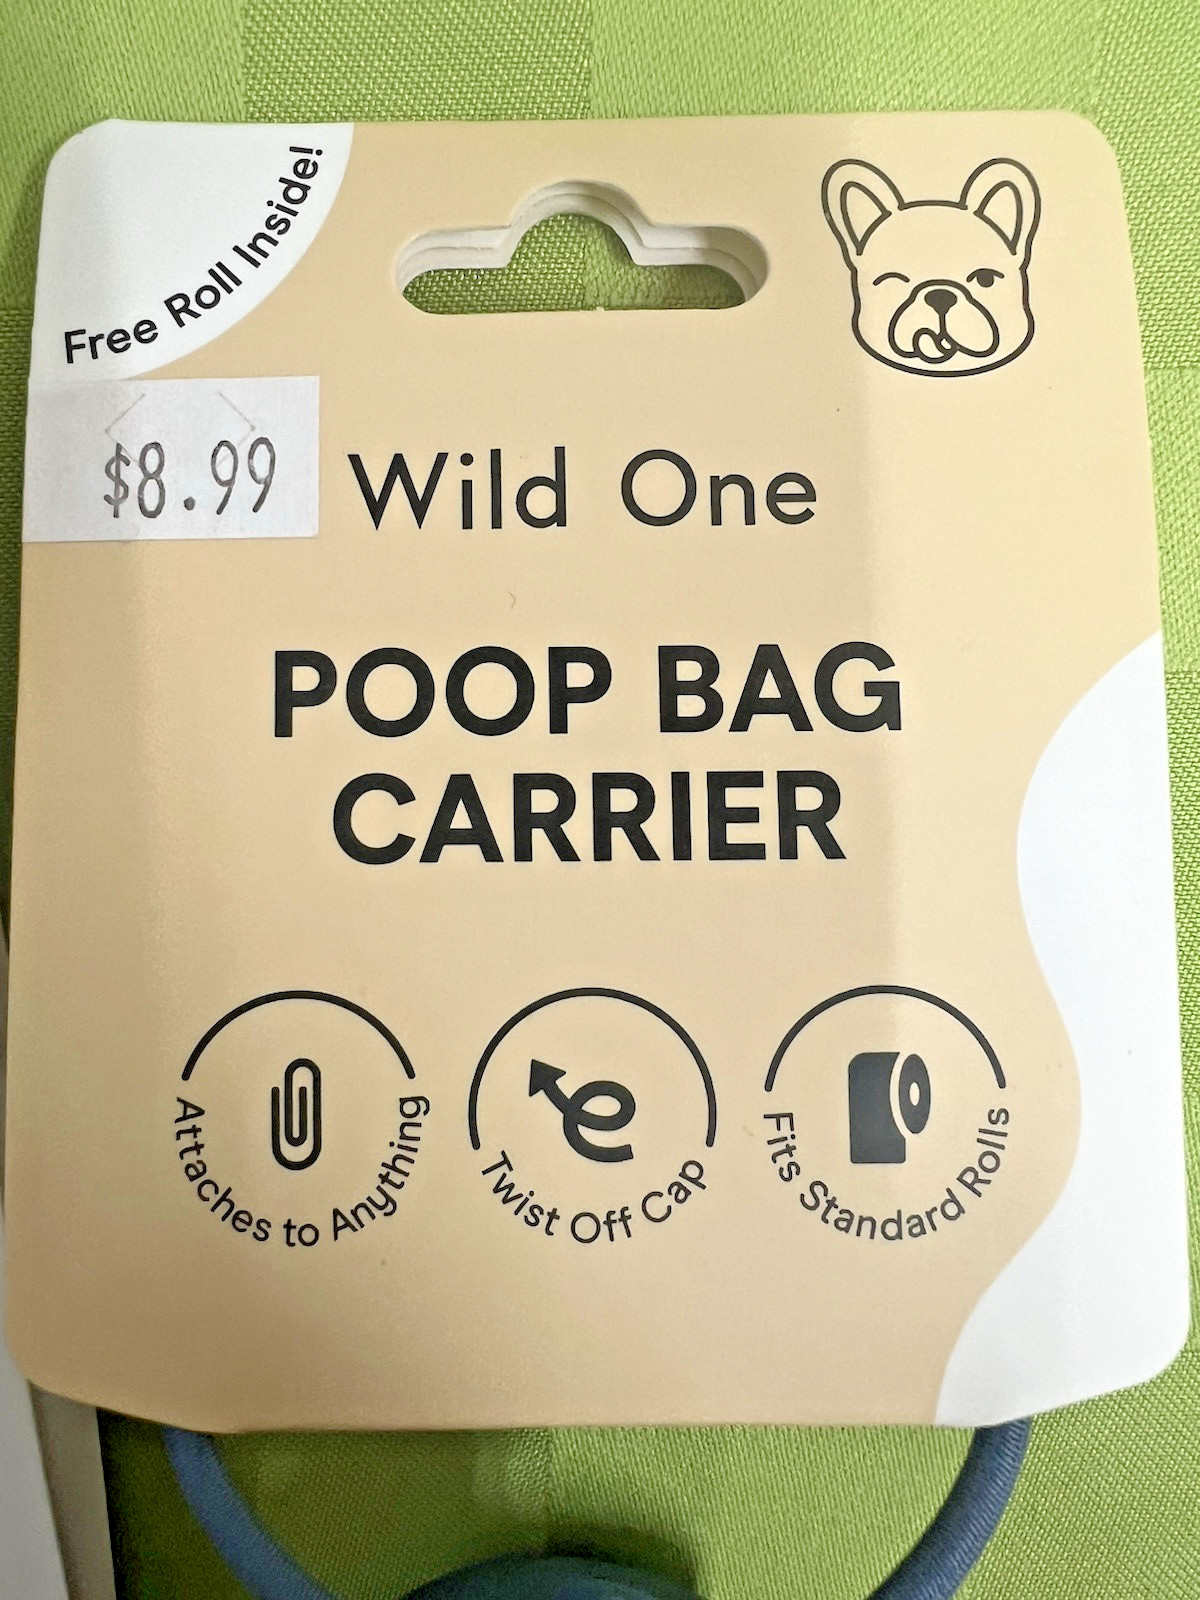 Free Roll Inside!
$8.99
Wild One
POOP BAG
CARRIER
Attaches to Anything
Twist Off Cap
Fits Standard Rolls